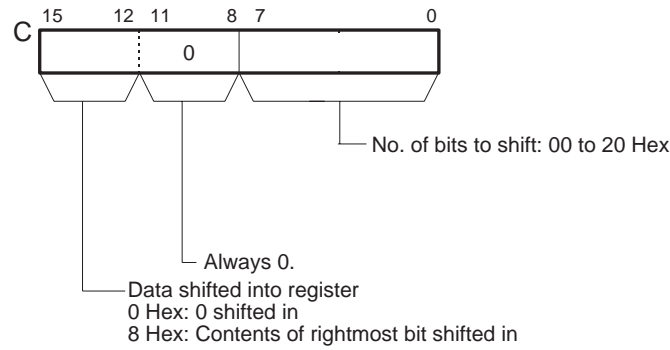 15 12 11 8 7 0
C
0
No. of bits to shift: 00 to 20 Hex
Always 0.
Data shifted into register
0 Hex: 0 shifted in
8 Hex: Contents of rightmost bit shifted in